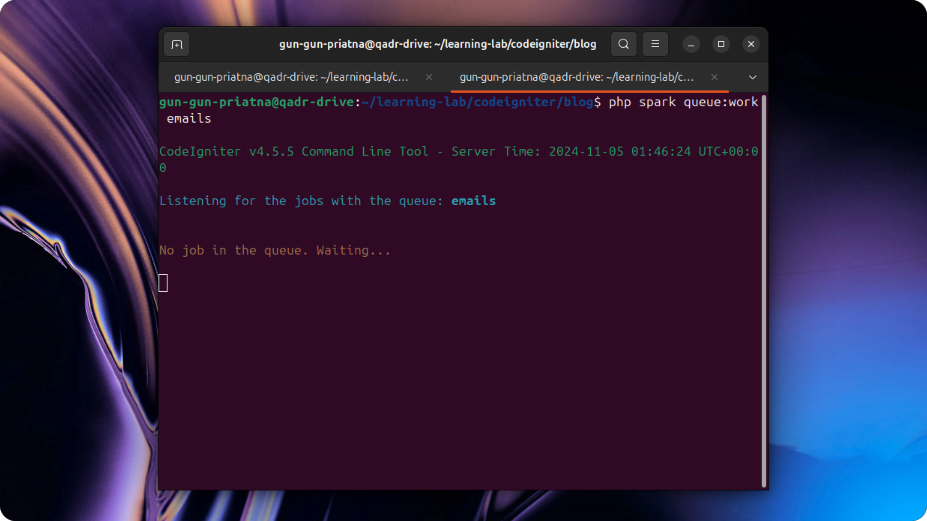 gun-gun-priatna@qadr-drive: ~/learning-lab/codeigniter/blog
gun-gun-priatna@qadr-drive: ~/learning-lab/c...
gun-gun-priatna@qadr-drive: ~/learning-lab/c...
gun-gun-priatna@qadr-drive:~/learning-lab/codeigniter/blog$ php spark queue:work
emails
CodeIgniter v4.5.5 Command Line Tool - Server Time: 2024-11-05 01:46:24 UTC+00:0
0
Listening for the jobs with the queue: emails
No job in the queue. Waiting...